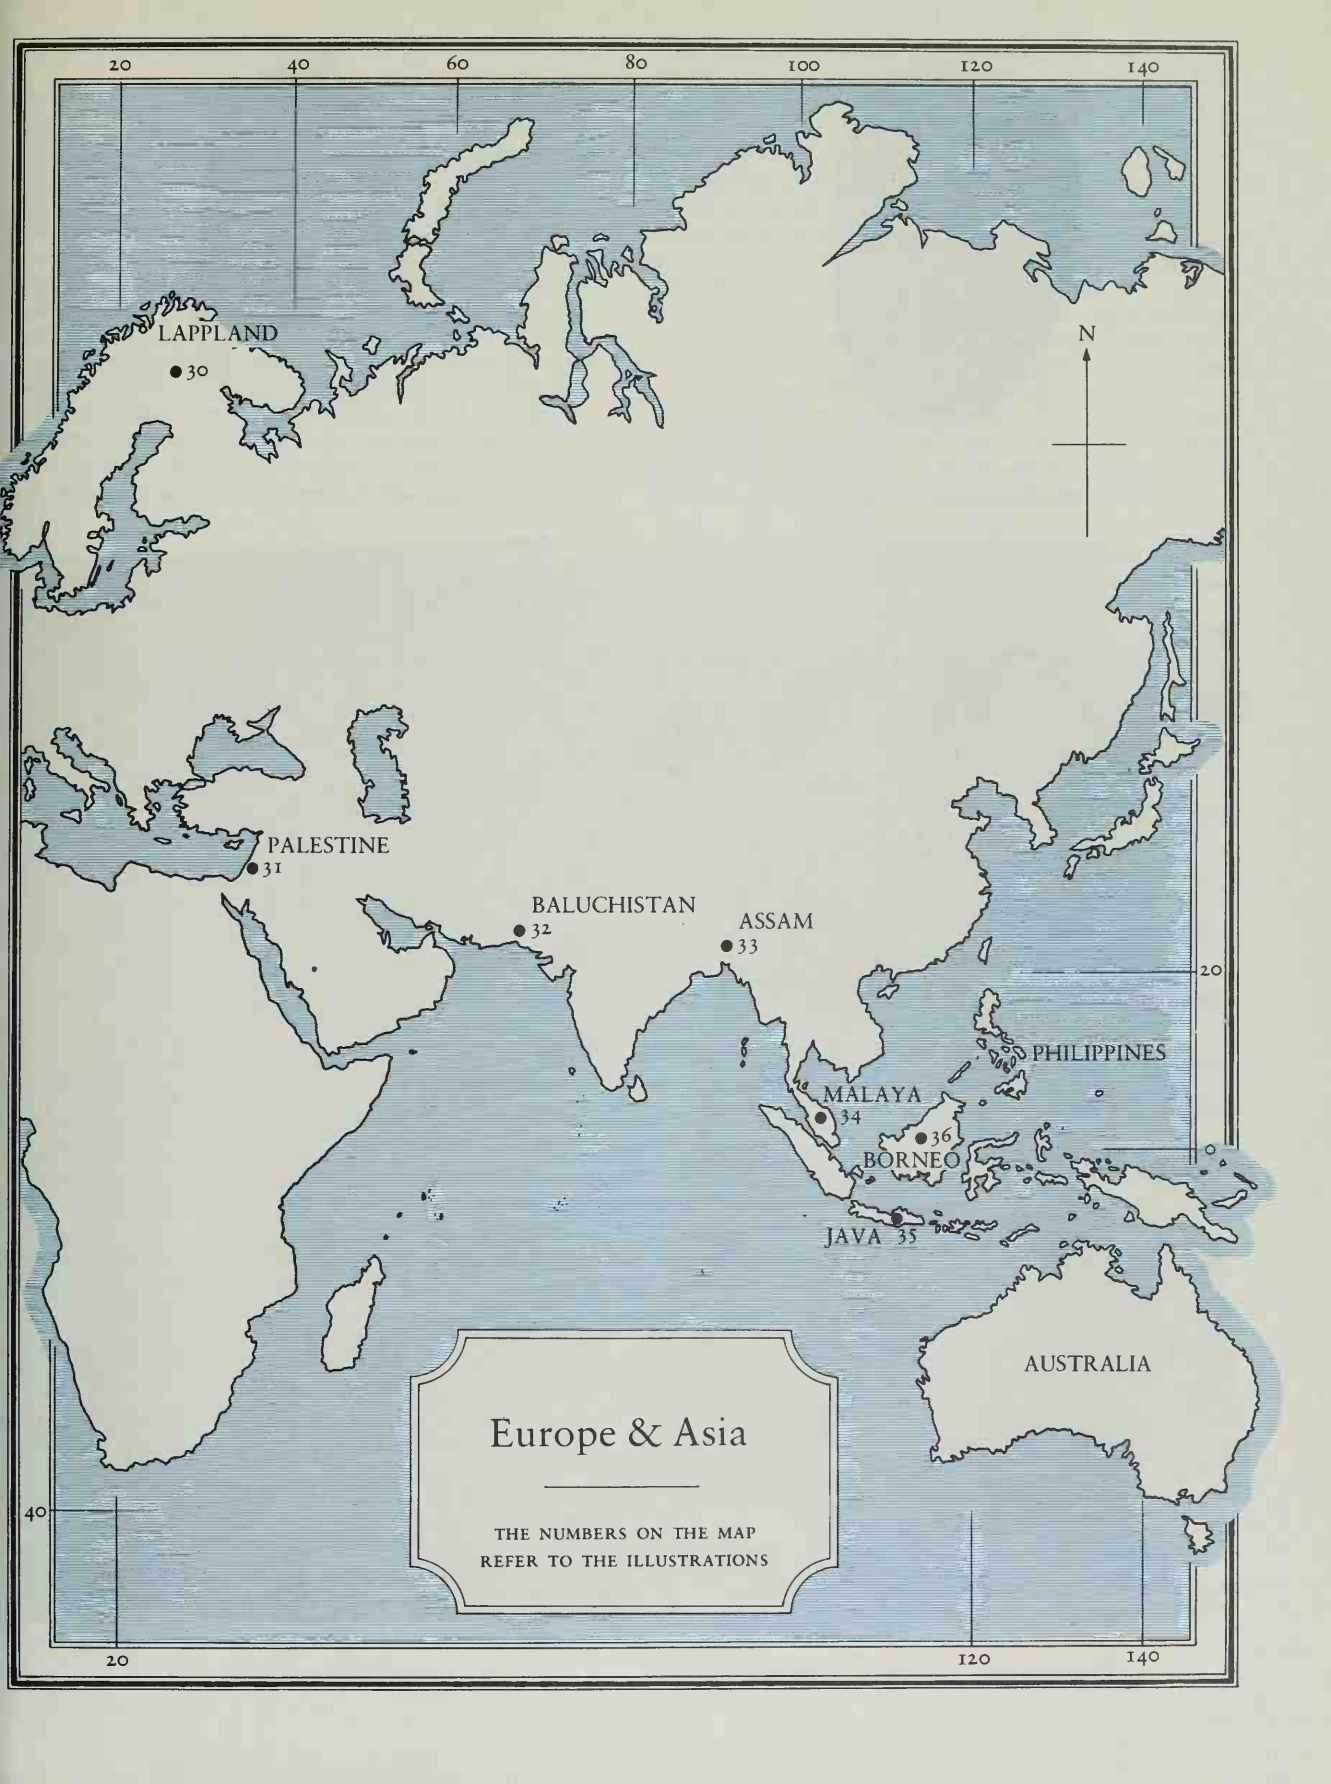 20 40 60 80 100 120 140
LAPPLAND
30
N
PALESTINE
31
BALUCHISTAN
32
ASSAM
33
20
PHILIPPINES
MALAYA
34
36
BORNEO
0
JAVA 35
AUSTRALIA
Europe & Asia
40
THE NUMBERS ON THE MAP
REFER TO THE ILLUSTRATIONS
20 120 140